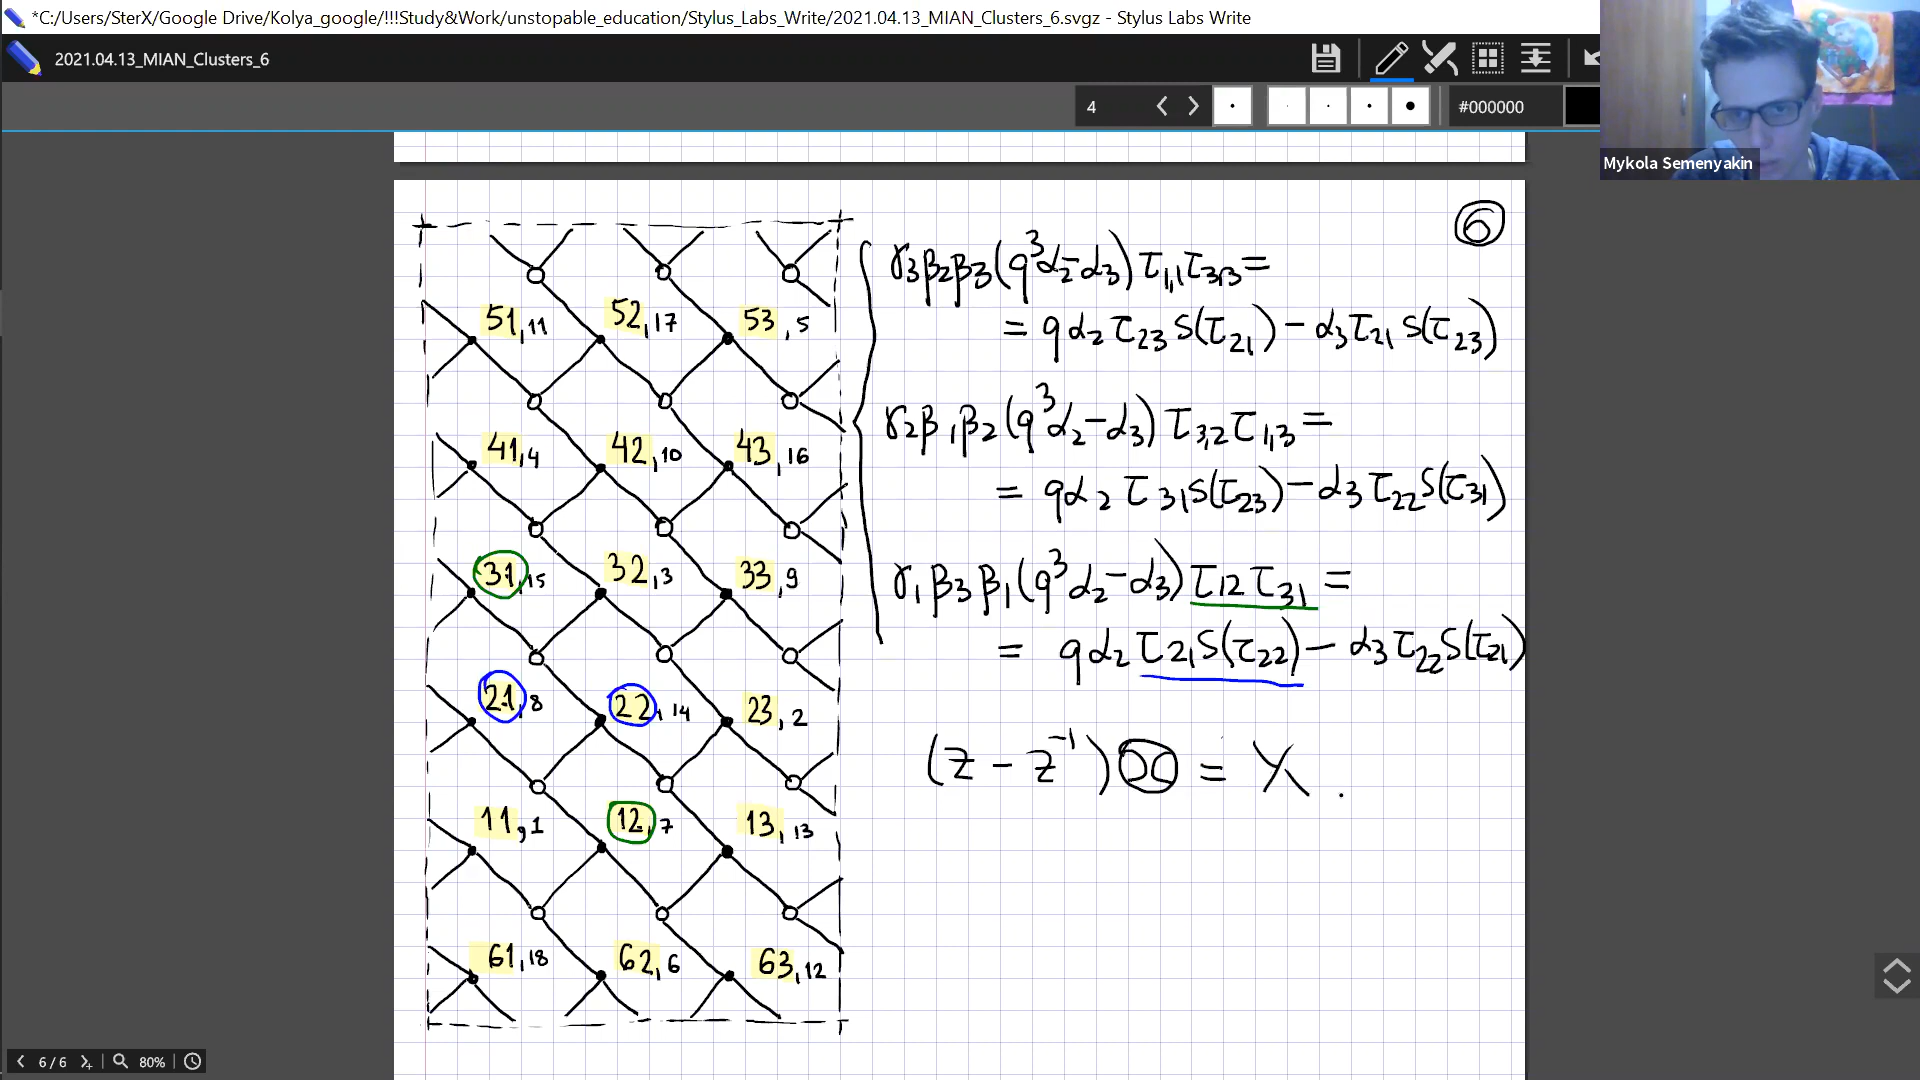 *C:/Users/SterX/Google Drive/Kolya_google/!!!Study&Work/unstopable_education/Stylus_Labs_Write/2021.04.13_MIAN_Clusters_6.svgz - Stylus Labs Write
2021.04.13_MIAN_Clusters_6
4
#000000
Mykola Semenyakin
6
51,11 52,17 53,5
41,4 42,10 43,16
31,15 32,3 33,9
21,8 22,14 23,2
11,1 12,7 13,13
61,18 62,6 63,12
γ₃β₂β₃(q³α₂-α₃)τ₁,₁τ₃,₃=
= qα₂τ₂₃S(τ₂₁)-α₃τ₂₁S(τ₂₃)
γ₂β₁β₂(q³α₂-α₃)τ₃,₂τ₁,₃=
= qα₂τ₃₁S(τ₂₃)-α₃τ₂₂S(τ₃₁)
γ₁β₃β₁(q³α₂-α₃)τ₁₂τ₃₁=
= qα₂τ₂₁S(τ₂₂)-α₃τ₂₂S(τ₂₁)
(z - z⁻¹) =
6/6 80%